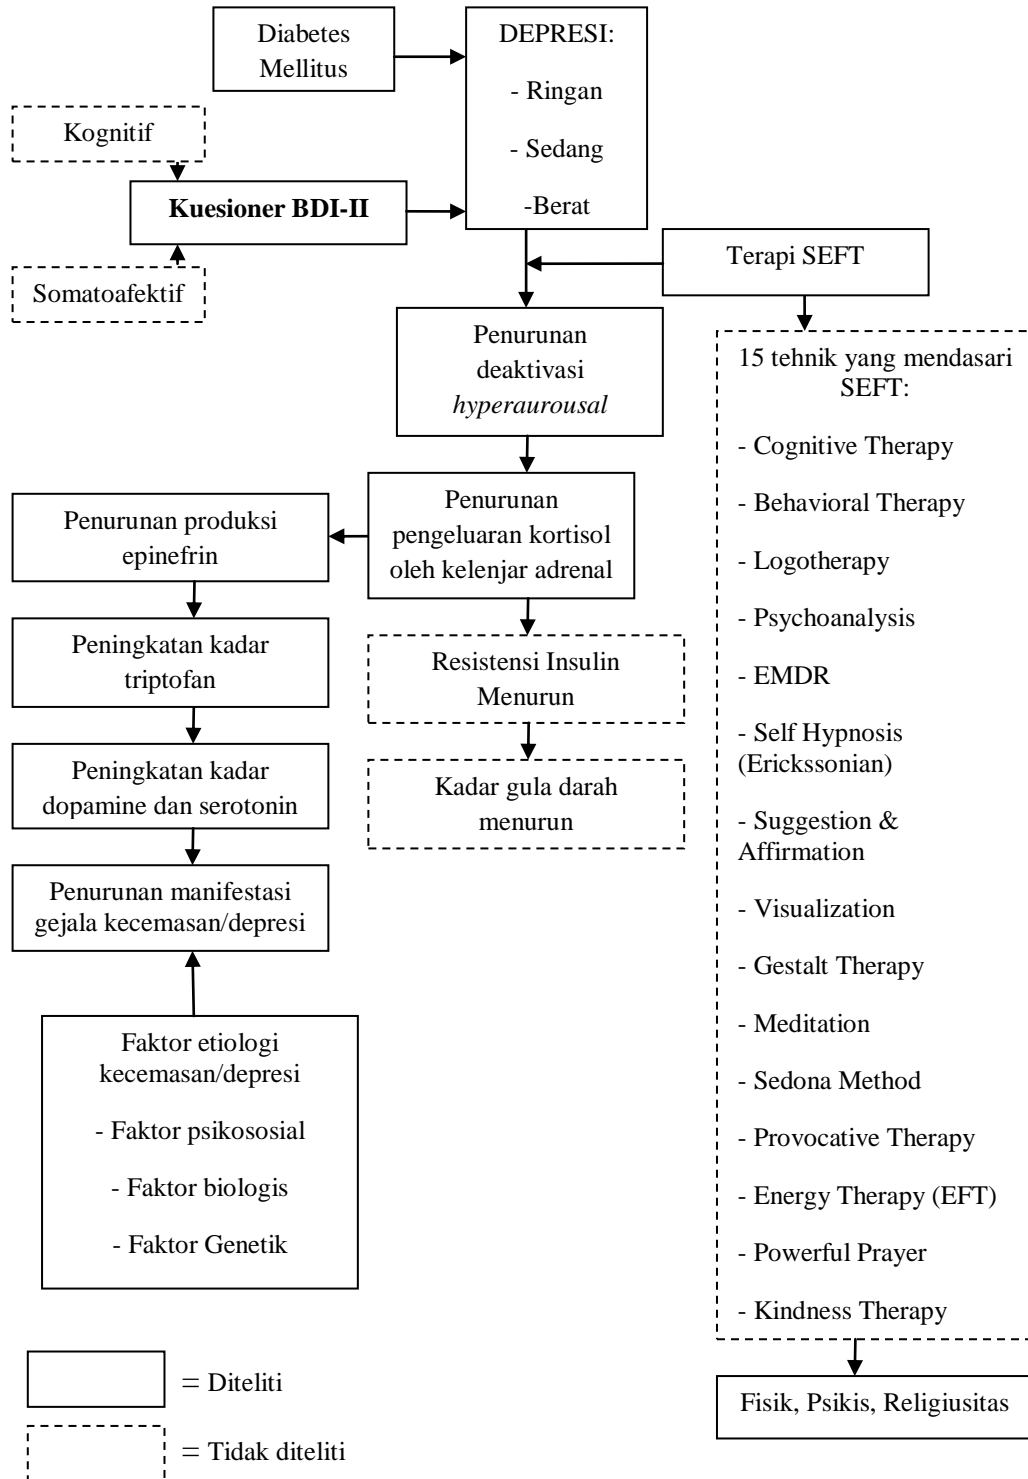 Diabetes
Mellitus
DEPRESI:
- Ringan
- Sedang
-Berat
Kognitif
Kuesioner BDI-II
Somatoafektif
Terapi SEFT
Penurunan
deaktivasi
hyperaurousal
15 tehnik yang mendasari
SEFT:
- Cognitive Therapy
- Behavioral Therapy
- Logotherapy
- Psychoanalysis
- EMDR
- Self Hypnosis
(Erickssonian)
- Suggestion &
Affirmation
- Visualization
- Gestalt Therapy
- Meditation
- Sedona Method
- Provocative Therapy
- Energy Therapy (EFT)
- Powerful Prayer
- Kindness Therapy
Fisik, Psikis, Religiusitas
Penurunan
pengeluaran kortisol
oleh kelenjar adrenal
Penurunan produksi
epinefrin
Peningkatan kadar
triptofan
Peningkatan kadar
dopamine dan serotonin
Penurunan manifestasi
gejala kecemasan/depresi
Resistensi Insulin
Menurun
Kadar gula darah
menurun
Faktor etiologi
kecemasan/depresi
- Faktor psikososial
- Faktor biologis
- Faktor Genetik
= Diteliti
= Tidak diteliti